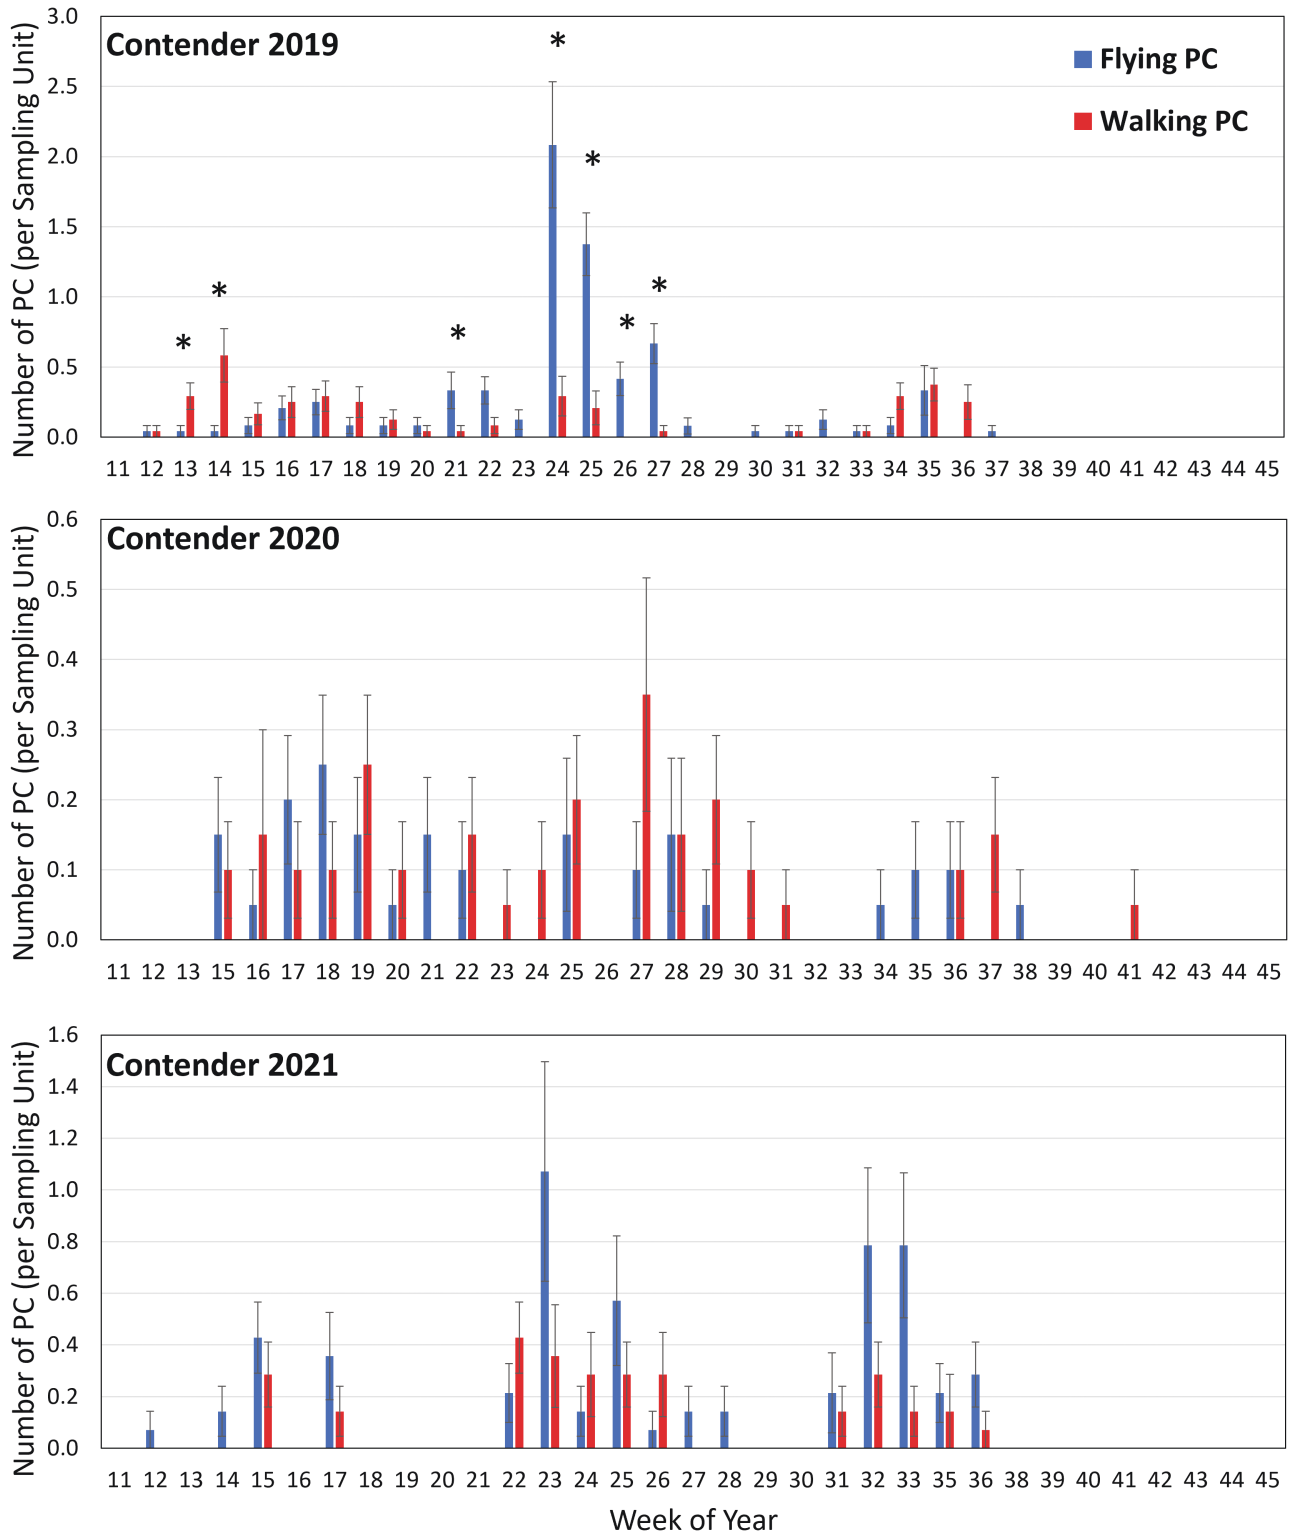 Contender 2019
Flying PC
Walking PC
Number of PC (per Sampling Unit)
3.0
2.5
2.0
1.5
1.0
0.5
0.0
*
*
*
*
*
*
*
11 12 13 14 15 16 17 18 19 20 21 22 23 24 25 26 27 28 29 30 31 32 33 34 35 36 37 38 39 40 41 42 43 44 45
Contender 2020
Number of PC (per Sampling Unit)
0.6
0.5
0.4
0.3
0.2
0.1
0.0
11 12 13 15 16 17 18 19 20 21 22 23 24 25 26 27 28 29 30 31 32 33 34 35 36 37 38 39 40 41 42 43 44 45
Contender 2021
Number of PC (per Sampling Unit)
1.6
1.4
1.2
1.0
0.8
0.6
0.4
0.2
0.0
11 12 13 14 15 16 17 18 19 20 21 22 23 24 25 26 27 28 29 30 31 32 33 35 36 37 38 39 40 41 42 43 44 45
Week of Year